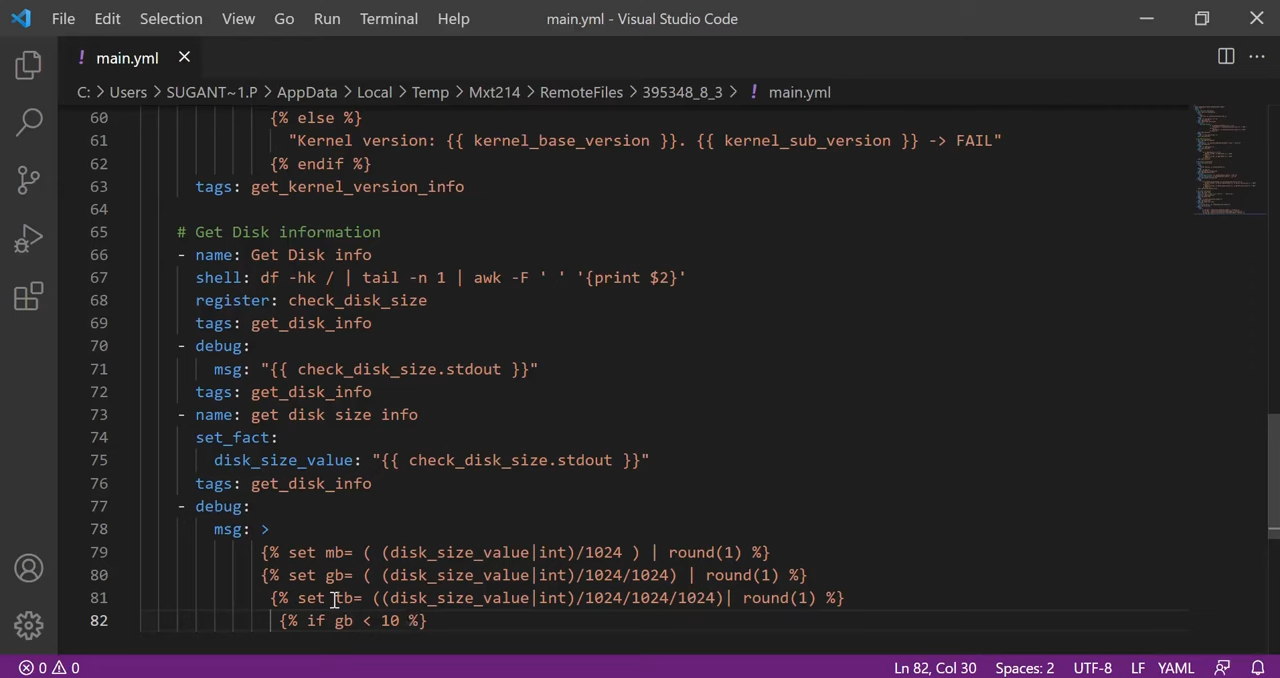 File Edit Selection View Go Run Terminal Help main.yml - Visual Studio Code
! main.yml
C: > Users > SUGANT~1.P > AppData > Local > Temp > Mxt214 > RemoteFiles > 395348_8_3 > ! main.yml
60 {% else %}
61 "Kernel version: {{ kernel_base_version }}. {{ kernel_sub_version }} -> FAIL"
62 {% endif %}
63 tags: get_kernel_version_info
64
65 # Get Disk information
66 - name: Get Disk info
67 shell: df -hk / | tail -n 1 | awk -F ' ' '{print $2}'
68 register: check_disk_size
69 tags: get_disk_info
70 - debug:
71 msg: "{{ check_disk_size.stdout }}"
72 tags: get_disk_info
73 - name: get disk size info
74 set_fact:
75 disk_size_value: "{{ check_disk_size.stdout }}"
76 tags: get_disk_info
77 - debug:
78 msg: >
79 {% set mb= ( (disk_size_value|int)/1024 ) | round(1) %}
80 {% set gb= ( (disk_size_value|int)/1024/1024) | round(1) %}
81 {% set tb= ((disk_size_value|int)/1024/1024/1024)| round(1) %}
82 {% if gb < 10 %}
0 0 Ln 82, Col 30 Spaces: 2 UTF-8 LF YAML